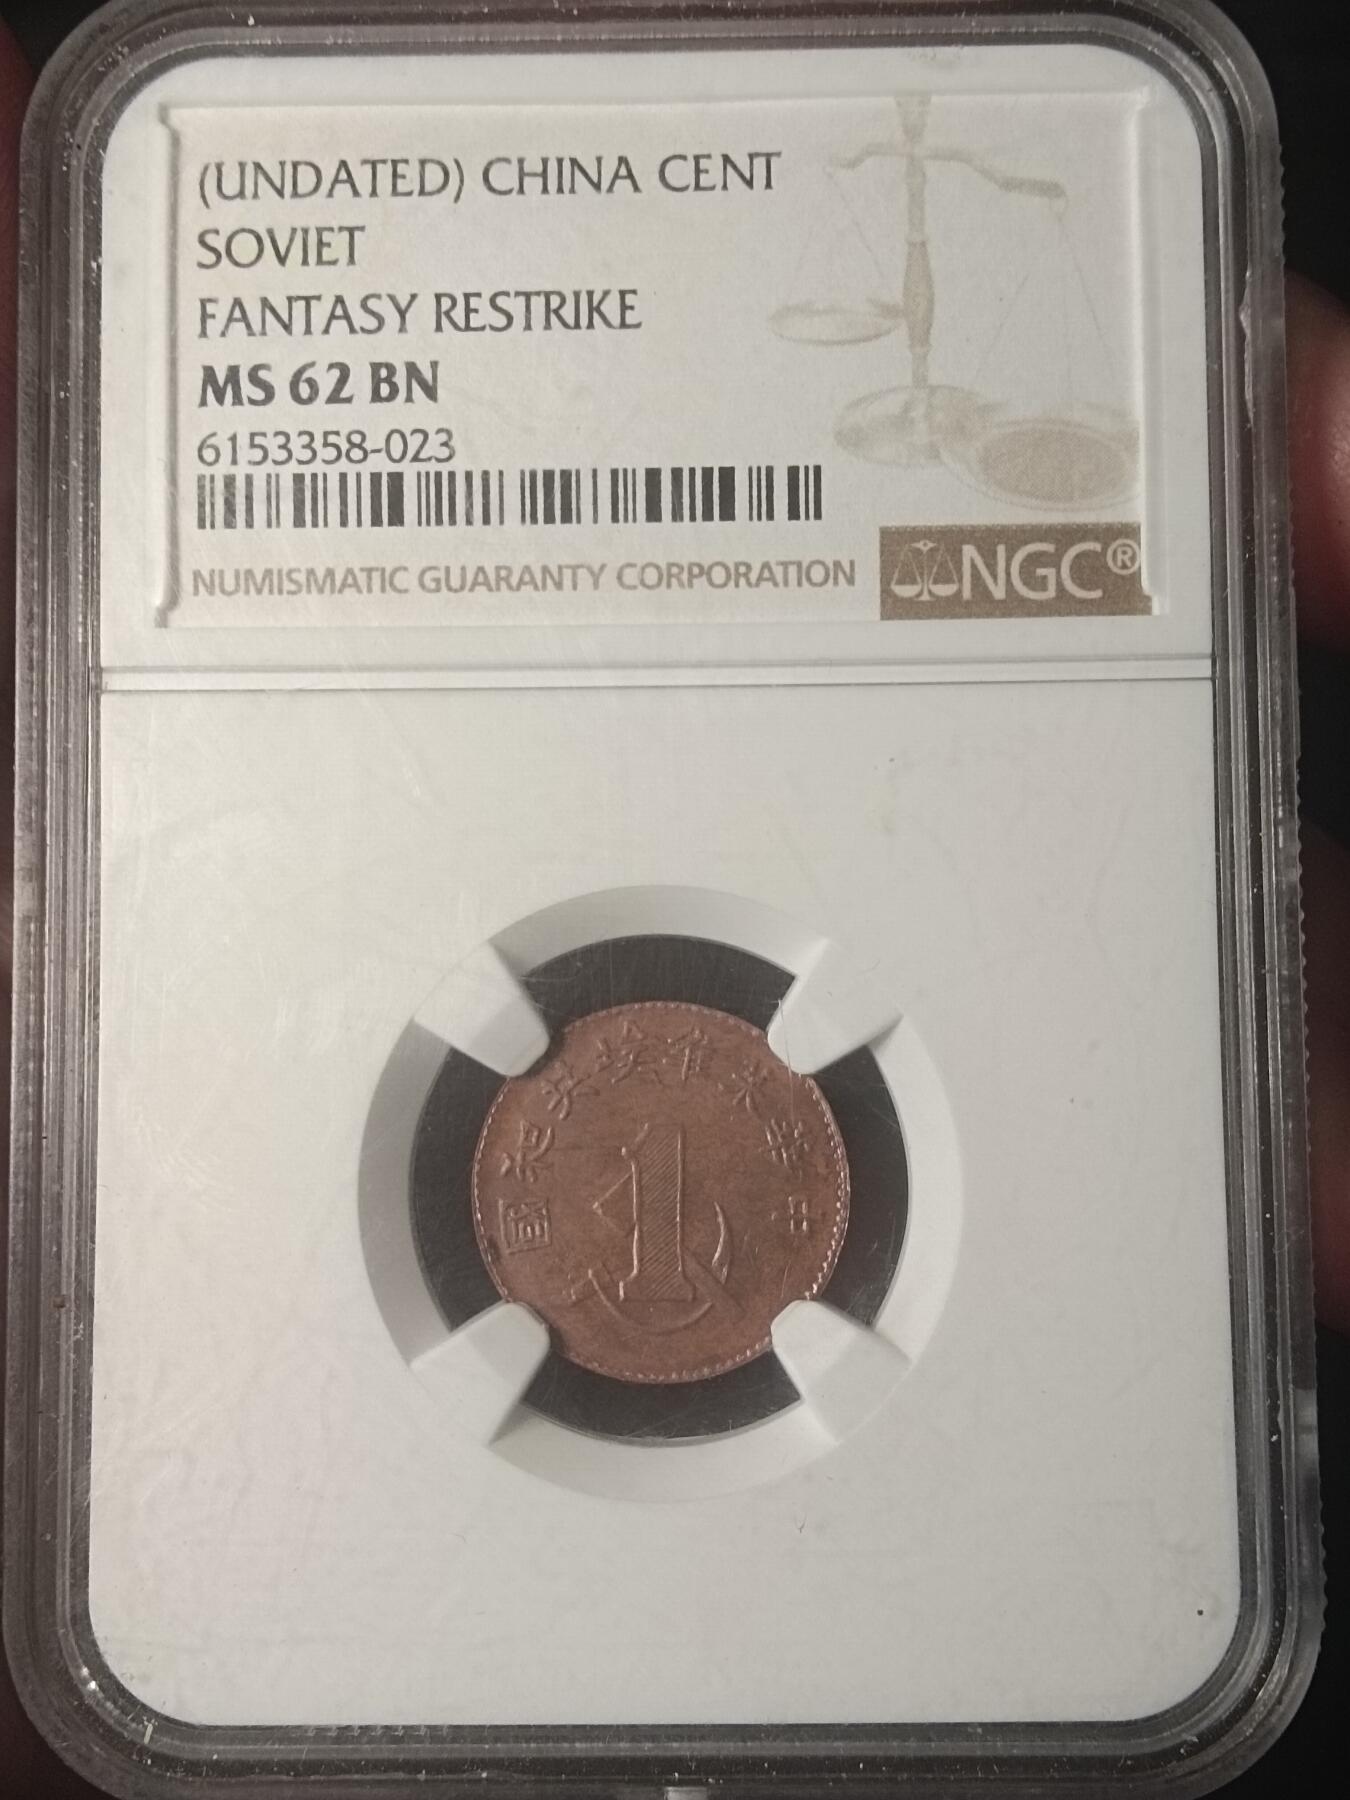 (UNDATED) CHINA CENT
SOVIET
FANTASY RESTRIKE
MS 62 BN
6153358-023
NUMISMATIC GUARANTY CORPORATION NGC®
中華蘇維埃共和國
1